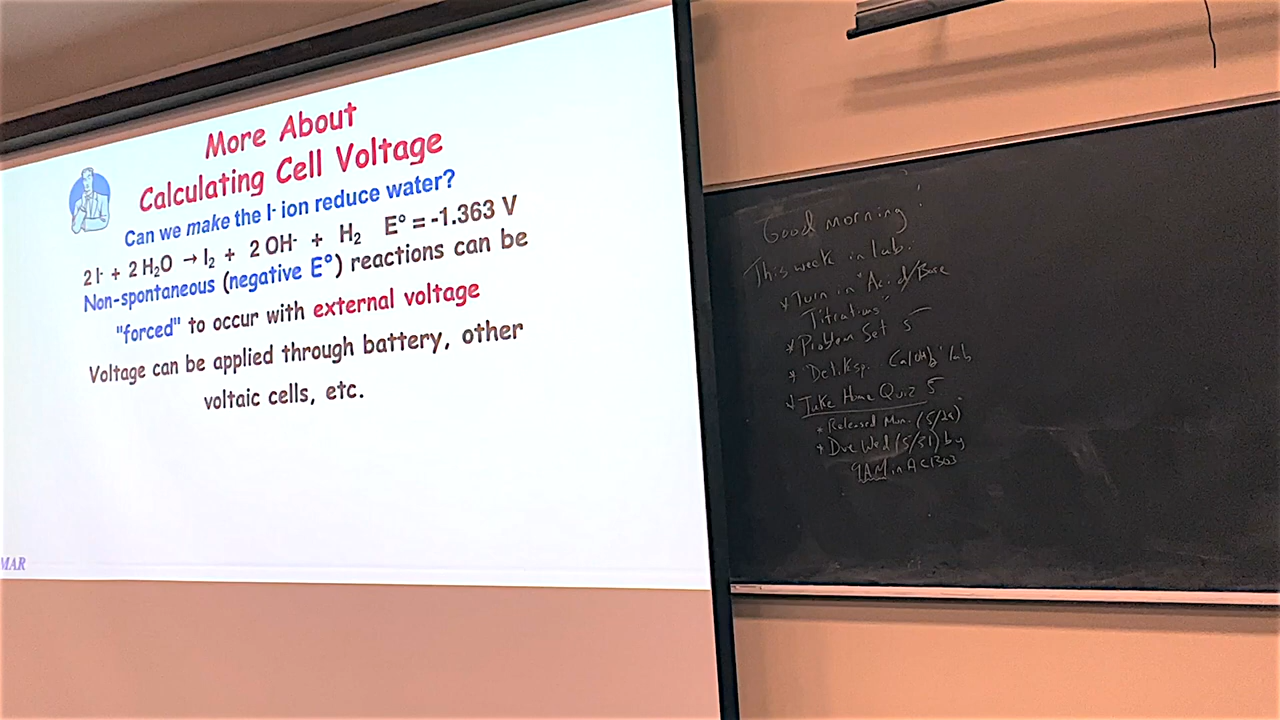 More About
Calculating Cell Voltage
Can we make the I⁻ ion reduce water?
2 I⁻ + 2 H₂O → I₂ + 2 OH⁻ + H₂ E° = -1.363 V
Non-spontaneous (negative E°) reactions can be
"forced" to occur with external voltage
Voltage can be applied through battery, other
voltaic cells, etc.
MAR
Good morning!
This week in lab.
* Turn in "Acid/Base
Titrations"
* Problem Set 5
* "Det. Ksp. Ca(OH)₂" lab
Take Home Quiz 5
* Released Mon. (5/28)
* Due Wed (5/31) by
9AM in AC1303